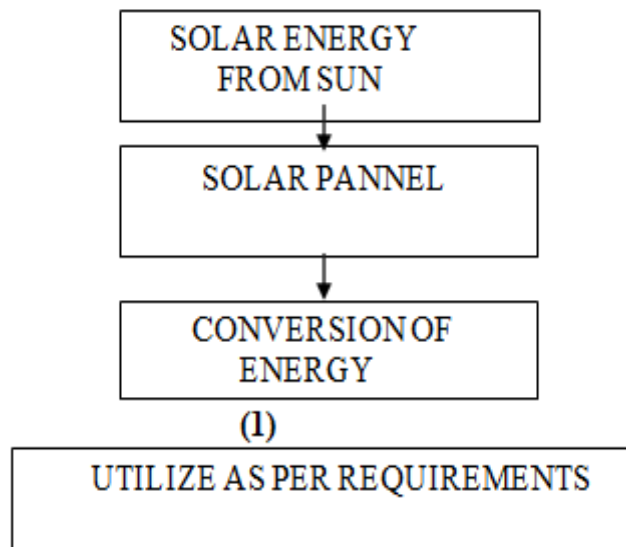 SOLAR ENERGY
FROM SUN
SOLAR PANNEL
CONVERSION OF
ENERGY
(1)
UTILIZE AS PER REQUIREMENTS